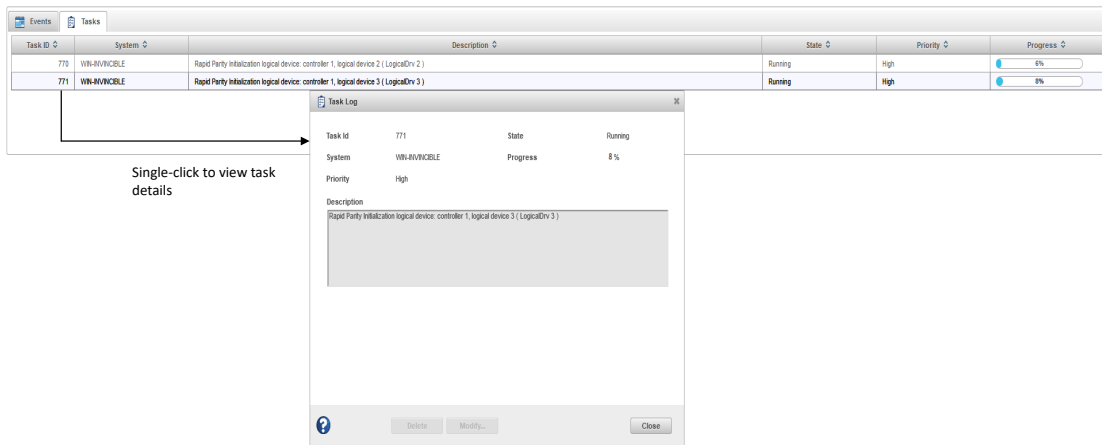 Events Tasks
Task ID System Description State Priority Progress
770 WIN-INVINCIBLE Rapid Parity Initialization logical device: controller 1, logical device 2 ( LogicalDrv 2 ) Running High 6%
771 WIN-INVINCIBLE Rapid Parity Initialization logical device: controller 1, logical device 3 ( LogicalDrv 3 ) Running High 8%
Task Log
Task Id 771 State Running
System WIN-INVINCIBLE Progress 8 %
Priority High
Description
Rapid Parity Initialization logical device: controller 1, logical device 3 ( LogicalDrv 3 )
Single-click to view task
details
? Delete Modify... Close